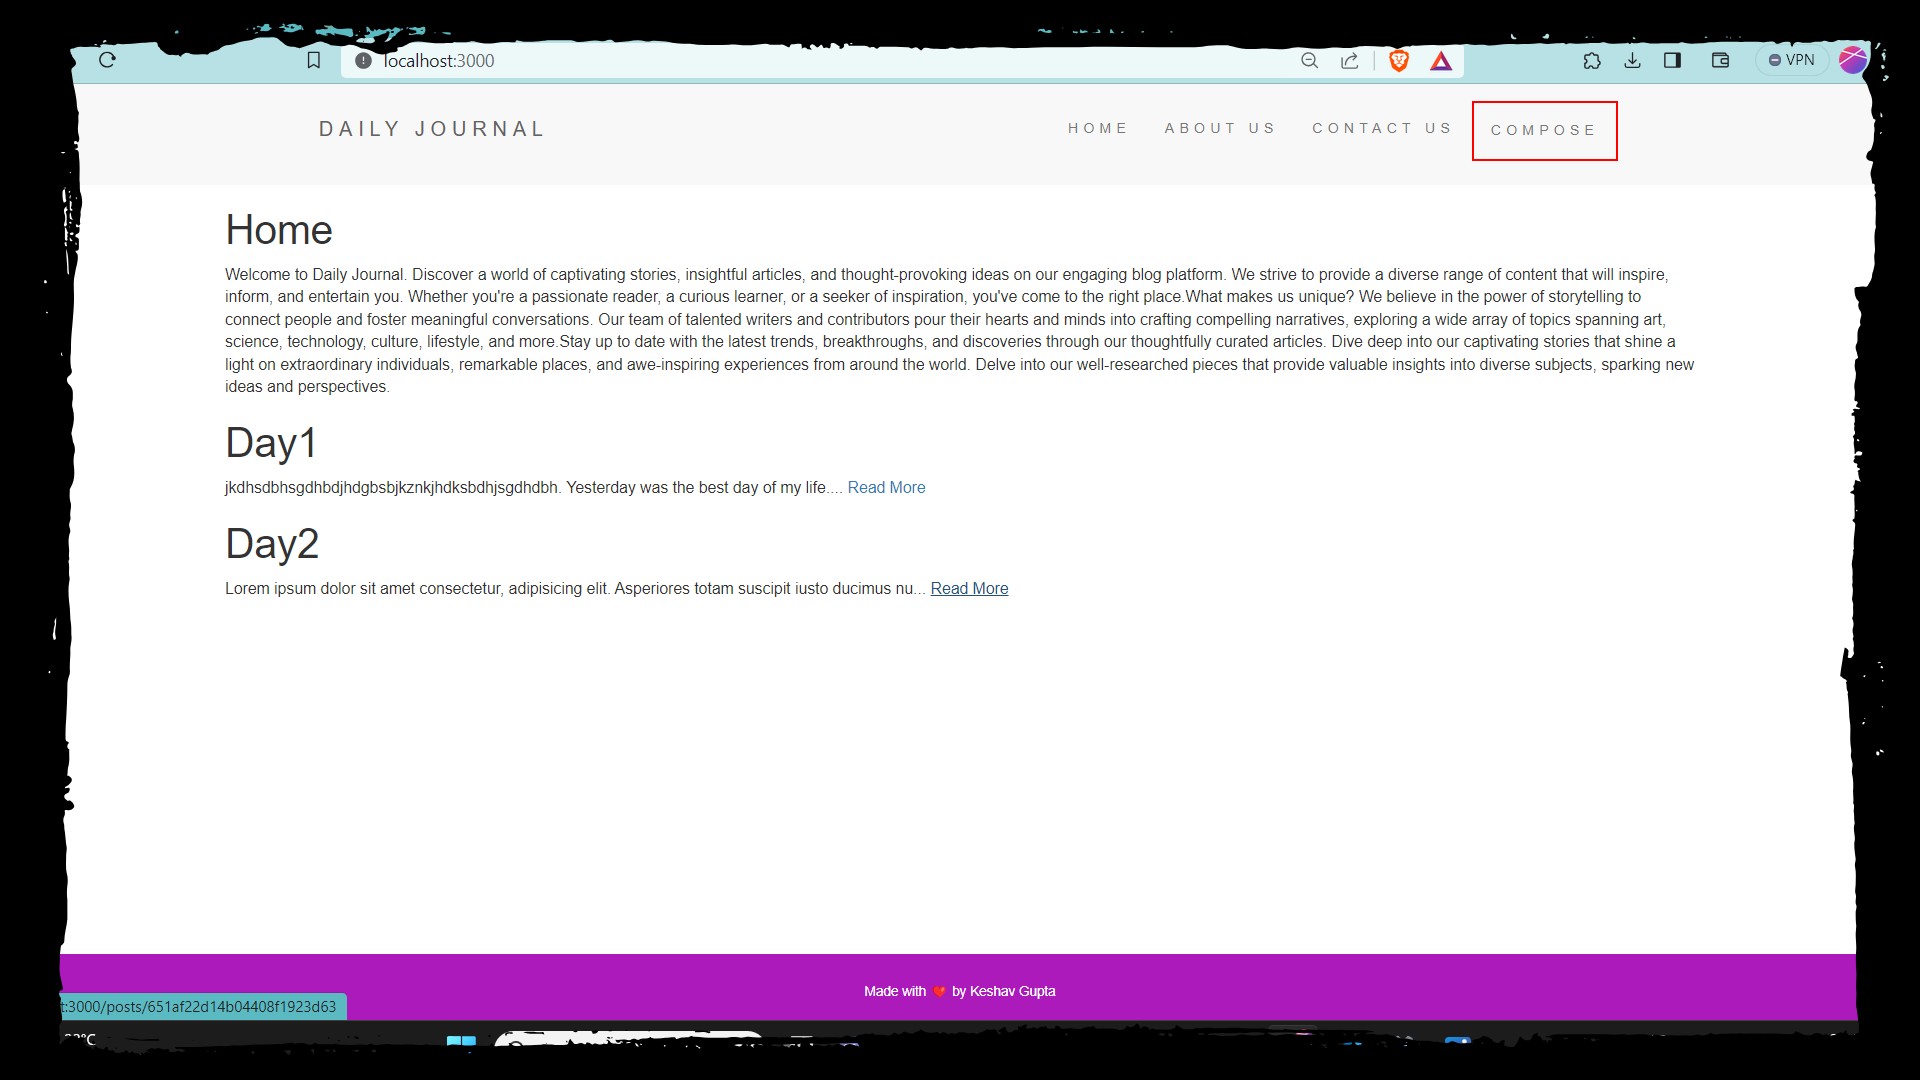 localhost:3000
VPN
DAILY JOURNAL
HOME
ABOUT US
CONTACT US
COMPOSE
Home
Welcome to Daily Journal. Discover a world of captivating stories, insightful articles, and thought-provoking ideas on our engaging blog platform. We strive to provide a diverse range of content that will inspire,
inform, and entertain you. Whether you're a passionate reader, a curious learner, or a seeker of inspiration, you've come to the right place.What makes us unique? We believe in the power of storytelling to
connect people and foster meaningful conversations. Our team of talented writers and contributors pour their hearts and minds into crafting compelling narratives, exploring a wide array of topics spanning art,
science, technology, culture, lifestyle, and more.Stay up to date with the latest trends, breakthroughs, and discoveries through our thoughtfully curated articles. Dive deep into our captivating stories that shine a
light on extraordinary individuals, remarkable places, and awe-inspiring experiences from around the world. Delve into our well-researched pieces that provide valuable insights into diverse subjects, sparking new
ideas and perspectives.
Day1
jkdhsdbhsgdhbdjhdgbsbjkznkjhdksbdhjsgdhdbh. Yesterday was the best day of my life.... Read More
Day2
Lorem ipsum dolor sit amet consectetur, adipisicing elit. Asperiores totam suscipit iusto ducimus nu... Read More
Made with ❤️ by Keshav Gupta
t:3000/posts/651af22d14b04408f1923d63